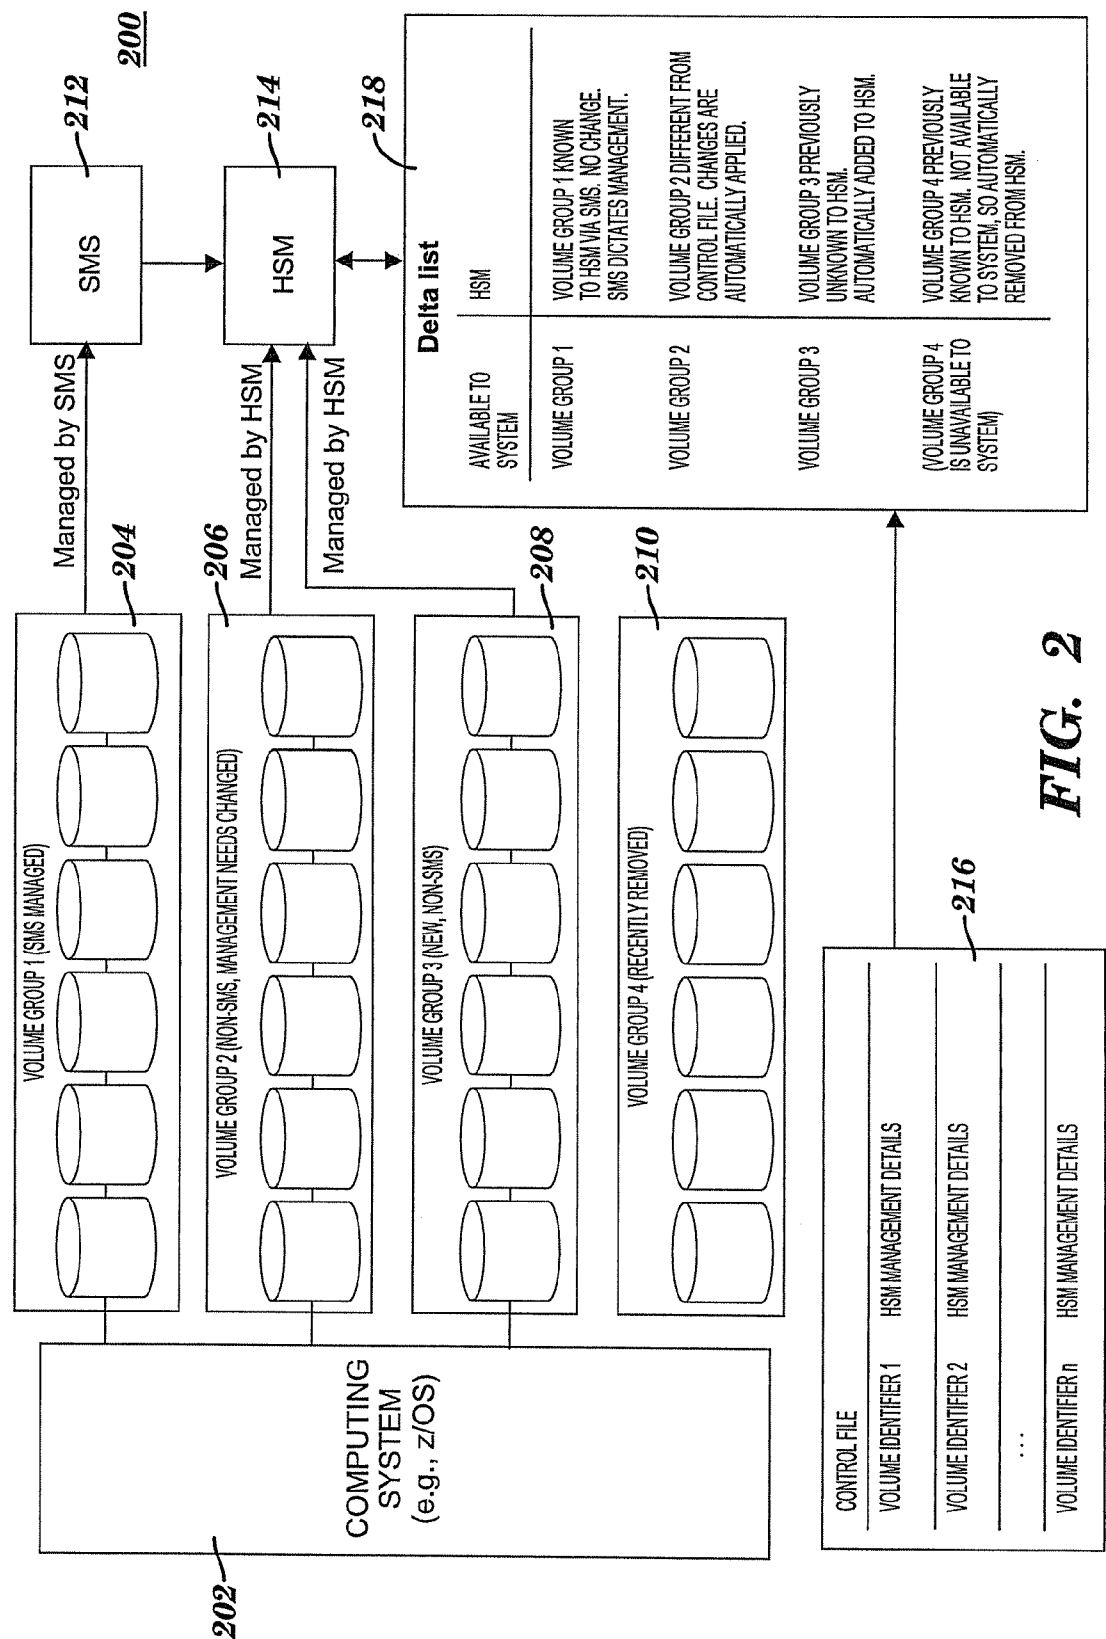 200
COMPUTING
SYSTEM
(e.g., z/OS)
202
VOLUME GROUP 1 (SMS MANAGED)
204
Managed by SMS
SMS
212
VOLUME GROUP 2 (NON-SMS, MANAGEMENT NEEDS CHANGED)
206
Managed by HSM
HSM
214
Managed by HSM
VOLUME GROUP 3 (NEW, NON-SMS)
208
VOLUME GROUP 4 (RECENTLY REMOVED)
210
218
Delta list
AVAILABLE TO
SYSTEM
HSM
VOLUME GROUP 1
VOLUME GROUP 1 KNOWN
TO HSM VIA SMS. NO CHANGE.
SMS DICTATES MANAGEMENT.
VOLUME GROUP 2
VOLUME GROUP 2 DIFFERENT FROM
CONTROL FILE. CHANGES ARE
AUTOMATICALLY APPLIED.
VOLUME GROUP 3
VOLUME GROUP 3 PREVIOUSLY
UNKNOWN TO HSM.
AUTOMATICALLY ADDED TO HSM.
(VOLUME GROUP 4
IS UNAVAILABLE TO
SYSTEM)
VOLUME GROUP 4 PREVIOUSLY
KNOWN TO HSM. NOT AVAILABLE
TO SYSTEM, SO AUTOMATICALLY
REMOVED FROM HSM.
CONTROL FILE
216
VOLUME IDENTIFIER 1 HSM MANAGEMENT DETAILS
VOLUME IDENTIFIER 2 HSM MANAGEMENT DETAILS
...
VOLUME IDENTIFIER n HSM MANAGEMENT DETAILS
FIG. 2